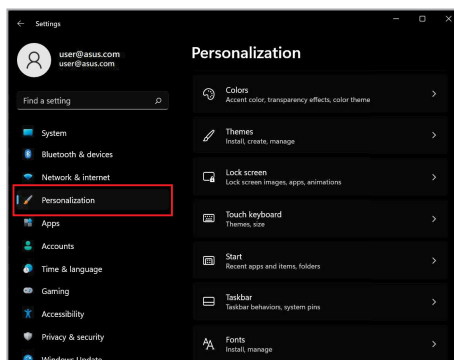 Settings
user@asus.com
user@asus.com
Find a setting
System
Bluetooth & devices
Network & internet
Personalization
Apps
Accounts
Time & language
Gaming
Accessibility
Privacy & security
Windows Update
Personalization
Colors
Accent color, transparency effects, color theme
Themes
Install, create, manage
Lock screen
Lock screen images, apps, animations
Touch keyboard
Themes, size
Start
Recent apps and items, folders
Taskbar
Taskbar behaviors, system pins
Fonts
Install, manage